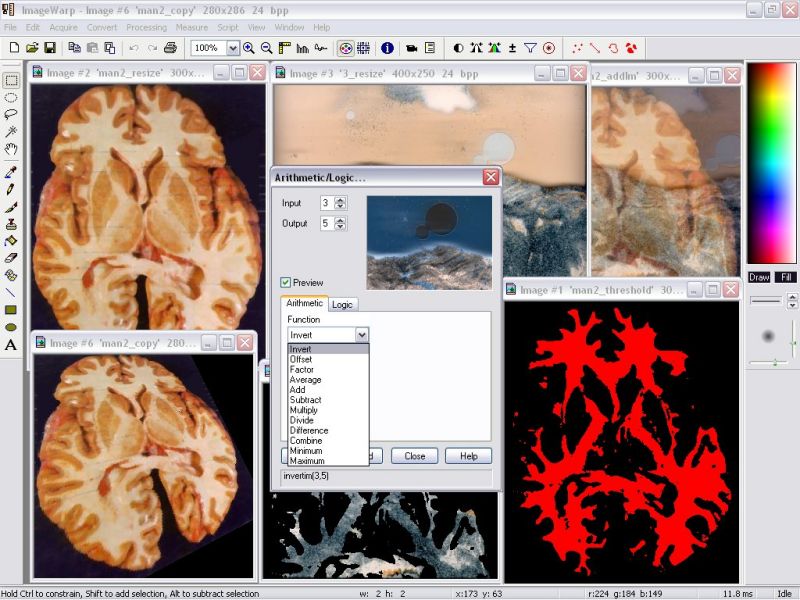 ImageWarp - Image #6 'man2_copy' 280x286 24 bpp
File Edit Acquire Convert Processing Measure Script View Window Help
100%
Image #2 'man2_resize' 300x...
Image #3 '3_resize' 400x250 24 bpp
n2_addIm' 300x...
Arithmetic/Logic...
Input 3
Output 5
Preview
Arithmetic Logic
Function
Invert
Invert
Offset
Factor
Average
Add
Subtract
Multiply
Divide
Difference
Combine
Minimum
Maximum
d Close Help
invertim(3,5)
Draw Fill
Image #1 'man2_threshold' 30...
Image #6 'man2_copy' 280...
A
Hold Ctrl to constrain, Shift to add selection, Alt to subtract selection w: 2 h: 2 x:173 y: 63 r:224 g:184 b:149 11.8 ms Idle